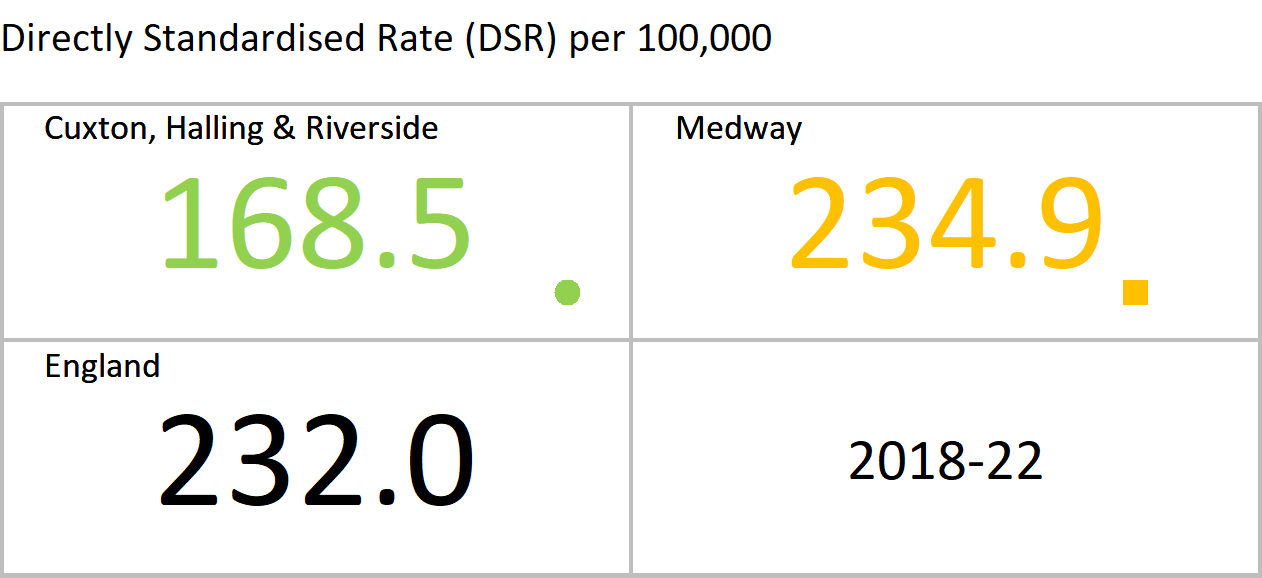 Directly Standardised Rate (DSR) per 100,000
Cuxton, Halling & Riverside
168.5
Medway
234.9
England
232.0
2018-22